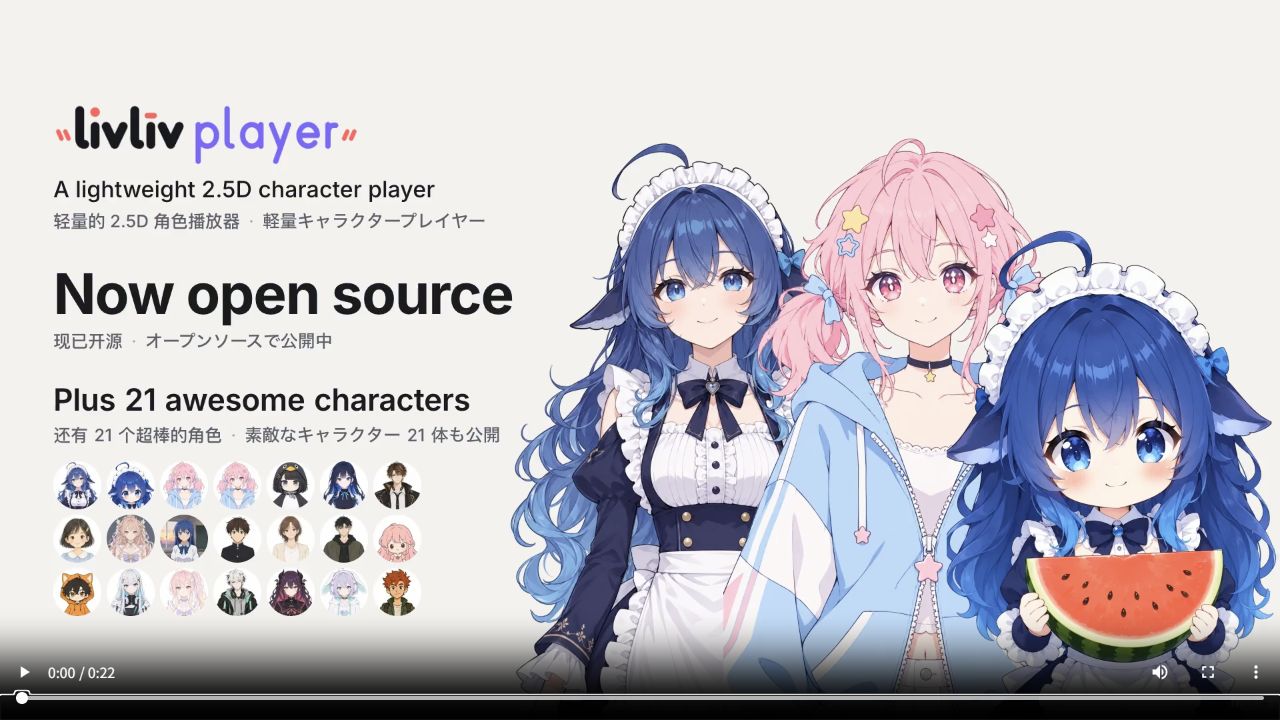 livliv player
A lightweight 2.5D character player
轻量的 2.5D 角色播放器 · 軽量キャラクタープレイヤー
Now open source
现已开源 · オープンソースで公開中
Plus 21 awesome characters
还有 21 个超棒的角色 · 素敵なキャラクター 21 体も公開
0:00 / 0:22